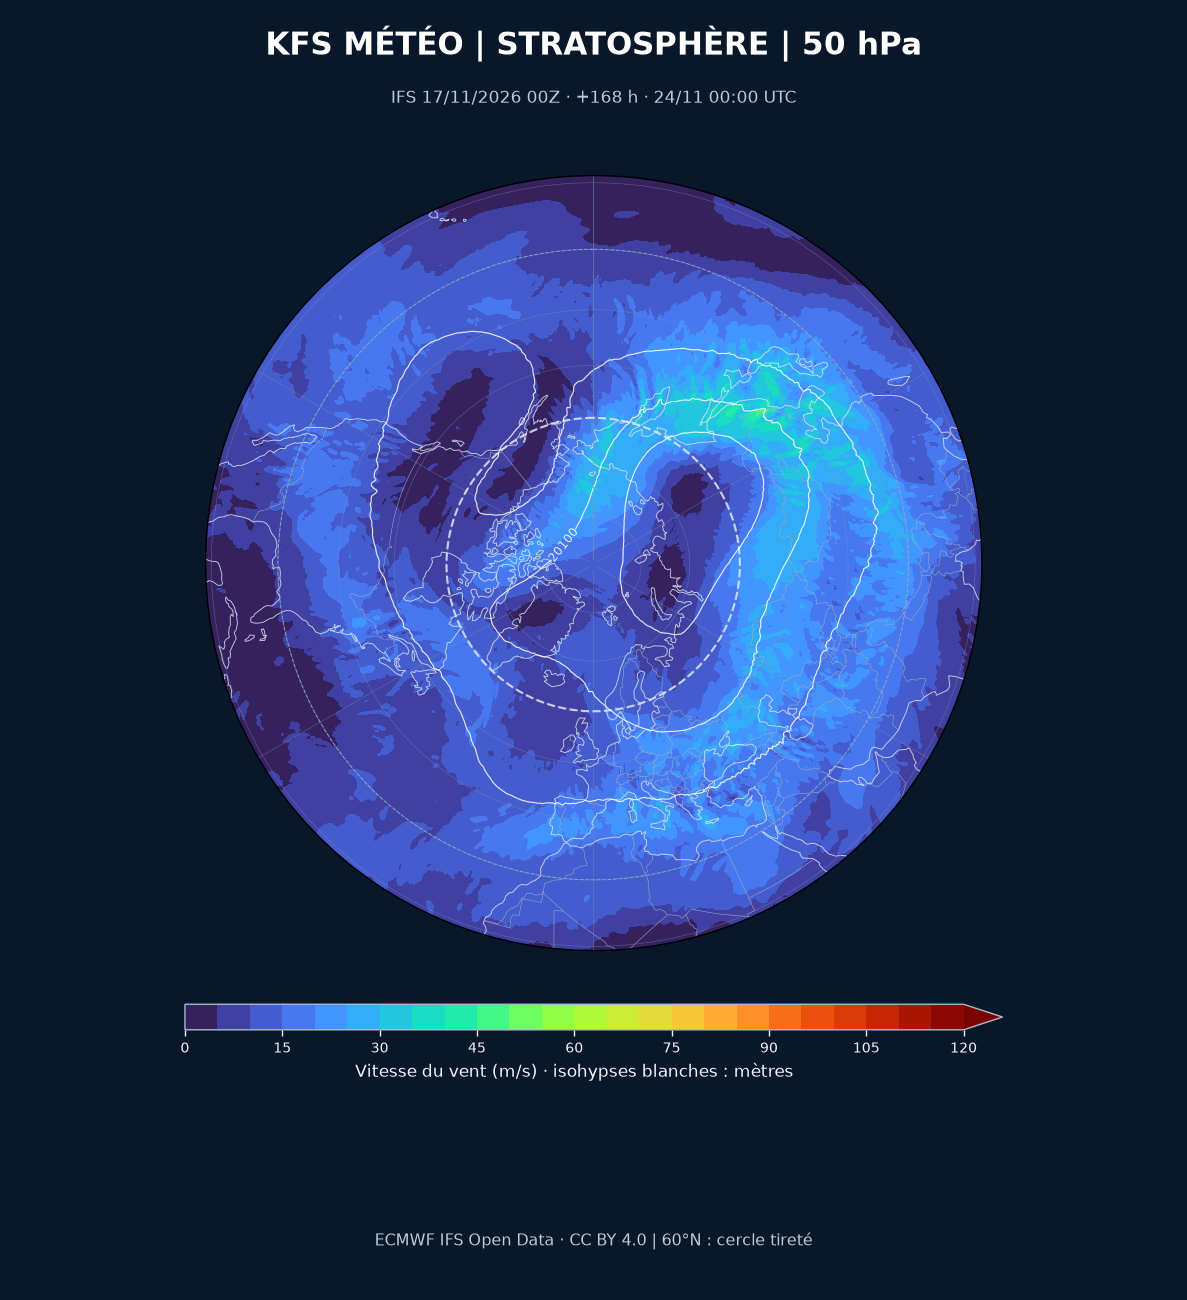 KFS MÉTÉO | STRATOSPHÈRE | 50 hPa
IFS 17/11/2026 00Z · +168 h · 24/11 00:00 UTC
20100
0 15 30 45 60 75 90 105 120
Vitesse du vent (m/s) · isohypses blanches : mètres
ECMWF IFS Open Data · CC BY 4.0 | 60°N : cercle tireté